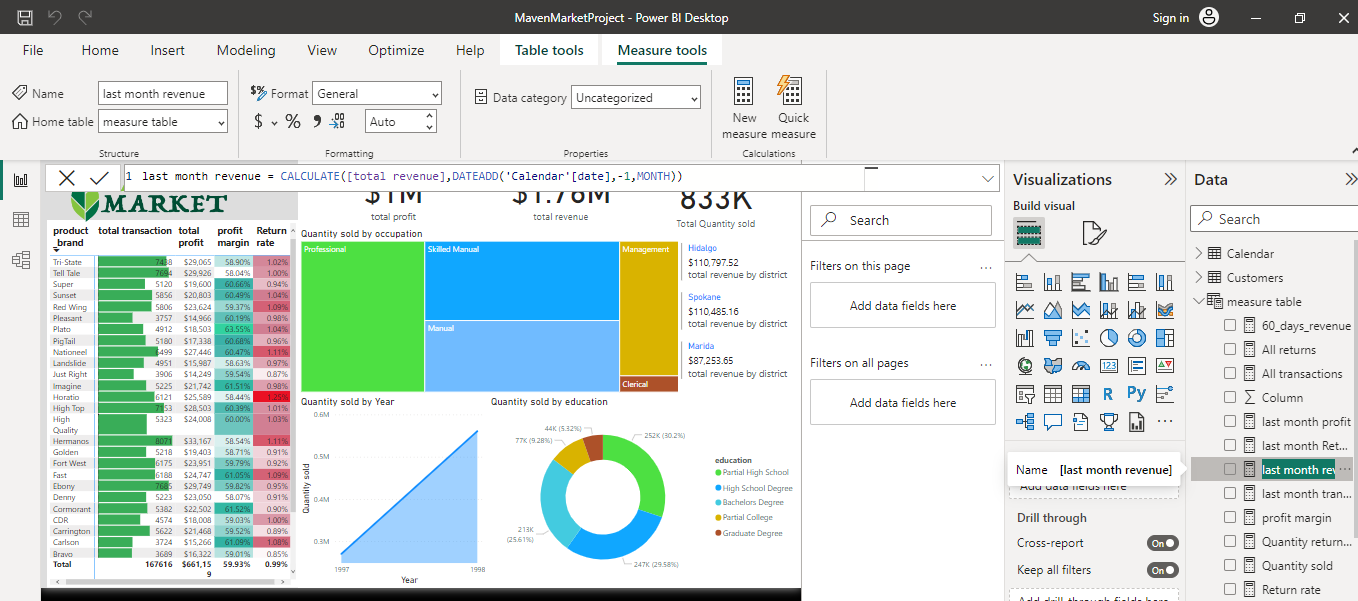 MavenMarketProject - Power BI Desktop
Sign in
File Home Insert Modeling View Optimize Help Table tools Measure tools
Name last month revenue
Home table measure table
Structure
$% Format General
$ % 9 Auto
Formatting
Data category Uncategorized
Properties
New measure
Quick measure
Calculations
1 last month revenue = CALCULATE([total revenue],DATEADD('Calendar'[date],-1,MONTH))
MARKET
$1M
total profit
$1.76M
total revenue
833K
Total Quantity sold
product_brand total transaction total profit profit margin Return rate
Tri-State 7438 $29,065 58.90% 1.02%
Tell Tale 7694 $29,926 58.04% 1.00%
Super 5120 $19,600 60.66% 0.94%
Sunset 5856 $20,803 60.49% 1.04%
Red Wing 5806 $23,624 59.37% 1.09%
Pleasant 3757 $14,966 60.19% 0.98%
Plato 4912 $18,503 63.55% 1.04%
PigTail 5180 $17,338 60.68% 0.96%
Nationeel 6499 $27,446 60.47% 1.11%
Landslide 4951 $15,987 58.63% 0.97%
Just Right 3906 $14,249 59.54% 0.87%
Imagine 5225 $21,742 61.51% 0.98%
Horatio 6121 $25,589 58.44% 1.25%
High Top 7153 $28,503 60.39% 1.01%
High Quality 5323 $24,008 60.00% 1.03%
Hermanos 8071 $33,167 58.54% 1.11%
Golden 5218 $19,403 58.71% 0.91%
Fort West 6175 $23,951 59.79% 0.92%
Fast 6188 $24,747 61.05% 1.09%
Ebony 7685 $29,749 59.82% 0.95%
Denny 5223 $23,050 58.07% 0.91%
Cormorant 5382 $22,502 61.52% 0.90%
CDR 4574 $18,008 59.03% 1.00%
Carrington 5622 $21,468 59.52% 0.89%
Carlson 3724 $15,266 61.09% 1.08%
Bravo 3689 $16,322 59.01% 0.85%
Total 167616 $661,159 59.93% 0.99%
Quantity sold by occupation
Professional
Skilled Manual
Manual
Management
Clerical
Hidalgo
$110,797.52
total revenue by district
Spokane
$110,485.16
total revenue by district
Marida
$87,253.65
total revenue by district
Quantity sold by Year
Quantity sold
0.6M
0.5M
0.4M
0.3M
1997 1998
Year
Quantity sold by education
44K (5.32%)
77K (9.28%)
252K (30.2%)
213K (25.61%)
247K (29.58%)
education
Partial High School
High School Degree
Bachelors Degree
Partial College
Graduate Degree
Search
Filters on this page ...
Add data fields here
Filters on all pages ...
Add data fields here
Visualizations
Build visual
123
R
Py
...
Name [last month revenue]
Add data fields here
Drill through
Cross-report On
Keep all filters On
Add drill-through fields here
Data
Search
Calendar
Customers
measure table
60_days_revenue
All returns
All transactions
Column
last month profit
last month Ret...
last month rev ...
last month tran...
profit margin
Quantity return...
Quantity sold
Return rate